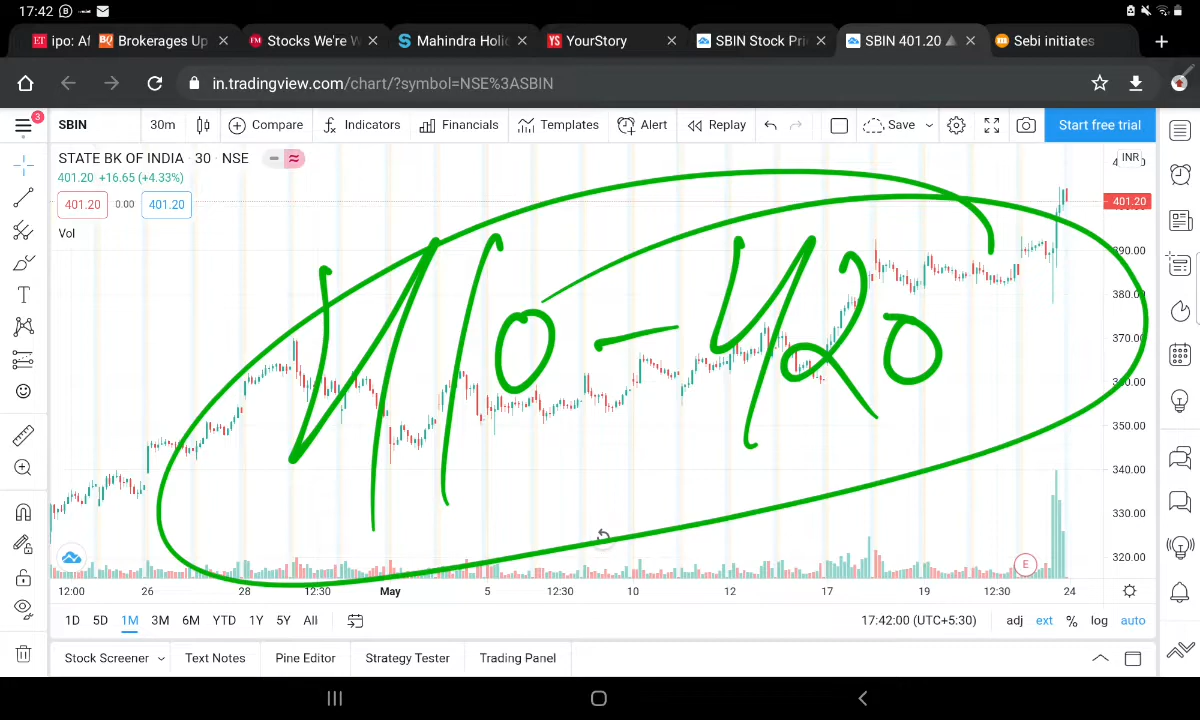 17:42
ipo: Af
Brokerages Up
Stocks We're W
Mahindra Holid
YourStory
SBIN Stock Pri
SBIN 401.20
Sebi initiates
in.tradingview.com/chart/?symbol=NSE%3ASBIN
3 SBIN 30m Compare Indicators Financials Templates Alert Replay Save Start free trial
STATE BK OF INDIA · 30 · NSE
INR
401.20 +16.65 (+4.33%)
401.20 0.00 401.20
401.20
Vol
390.00
380.00
370.00
360.00
350.00
340.00
330.00
320.00
410-420
E
12:00 26 28 12:30 May 5 12:30 10 12 17 19 12:30 24
1D 5D 1M 3M 6M YTD 1Y 5Y All 17:42:00 (UTC+5:30) adj ext % log auto
Stock Screener Text Notes Pine Editor Strategy Tester Trading Panel